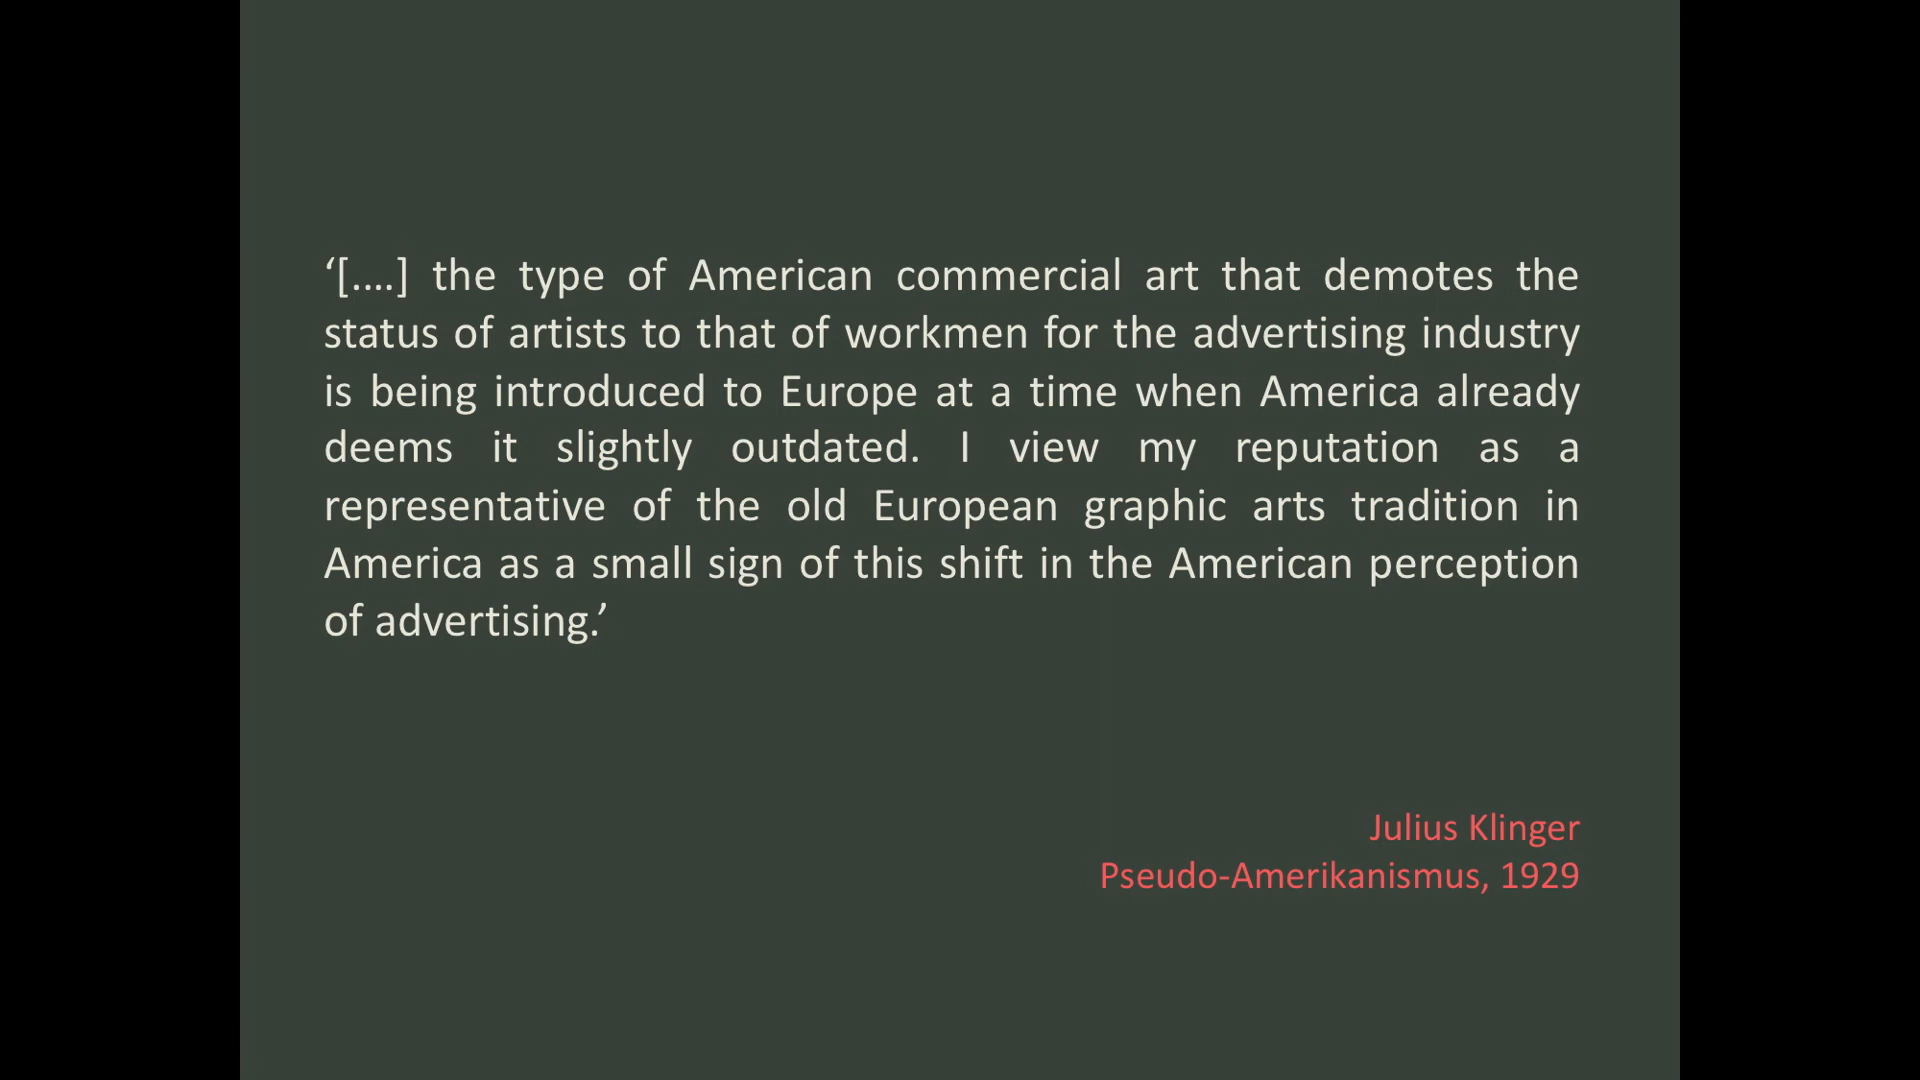 ‘[....] the type of American commercial art that demotes the
status of artists to that of workmen for the advertising industry
is being introduced to Europe at a time when America already
deems it slightly outdated. I view my reputation as a
representative of the old European graphic arts tradition in
America as a small sign of this shift in the American perception
of advertising.’
Julius Klinger
Pseudo-Amerikanismus, 1929